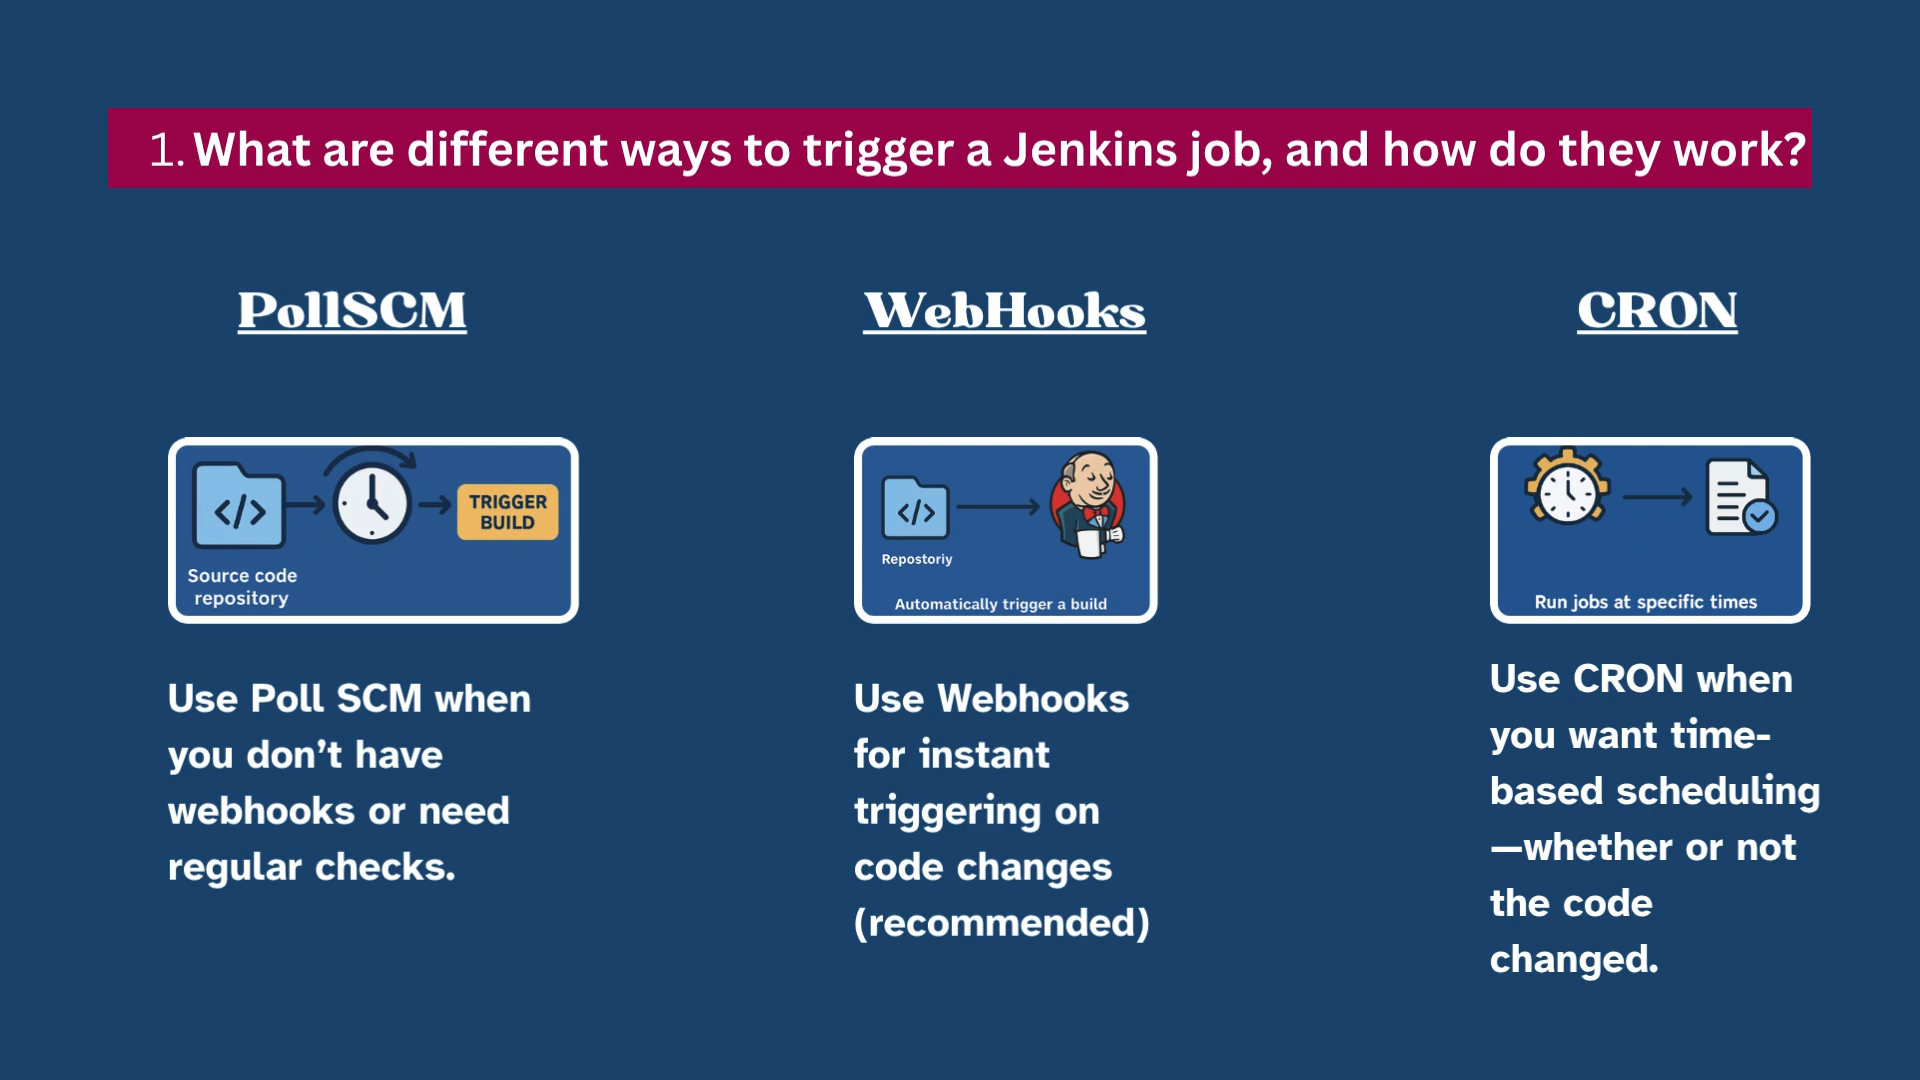 1. What are different ways to trigger a Jenkins job, and how do they work?
PollSCM
TRIGGER
BUILD
Source code
repository
Use Poll SCM when
you don’t have
webhooks or need
regular checks.
WebHooks
Repostoriy
Automatically trigger a build
Use Webhooks
for instant
triggering on
code changes
(recommended)
CRON
Run jobs at specific times
Use CRON when
you want time-
based scheduling
—whether or not
the code
changed.